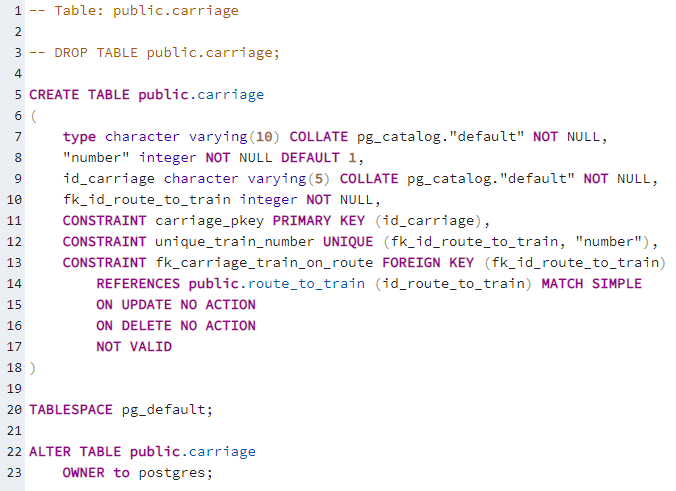 1 -- Table: public.carriage
2
3 -- DROP TABLE public.carriage;
4
5 CREATE TABLE public.carriage
6 (
7     type character varying(10) COLLATE pg_catalog."default" NOT NULL,
8     "number" integer NOT NULL DEFAULT 1,
9     id_carriage character varying(5) COLLATE pg_catalog."default" NOT NULL,
10     fk_id_route_to_train integer NOT NULL,
11     CONSTRAINT carriage_pkey PRIMARY KEY (id_carriage),
12     CONSTRAINT unique_train_number UNIQUE (fk_id_route_to_train, "number"),
13     CONSTRAINT fk_carriage_train_on_route FOREIGN KEY (fk_id_route_to_train)
14         REFERENCES public.route_to_train (id_route_to_train) MATCH SIMPLE
15         ON UPDATE NO ACTION
16         ON DELETE NO ACTION
17         NOT VALID
18 )
19
20 TABLESPACE pg_default;
21
22 ALTER TABLE public.carriage
23     OWNER to postgres;